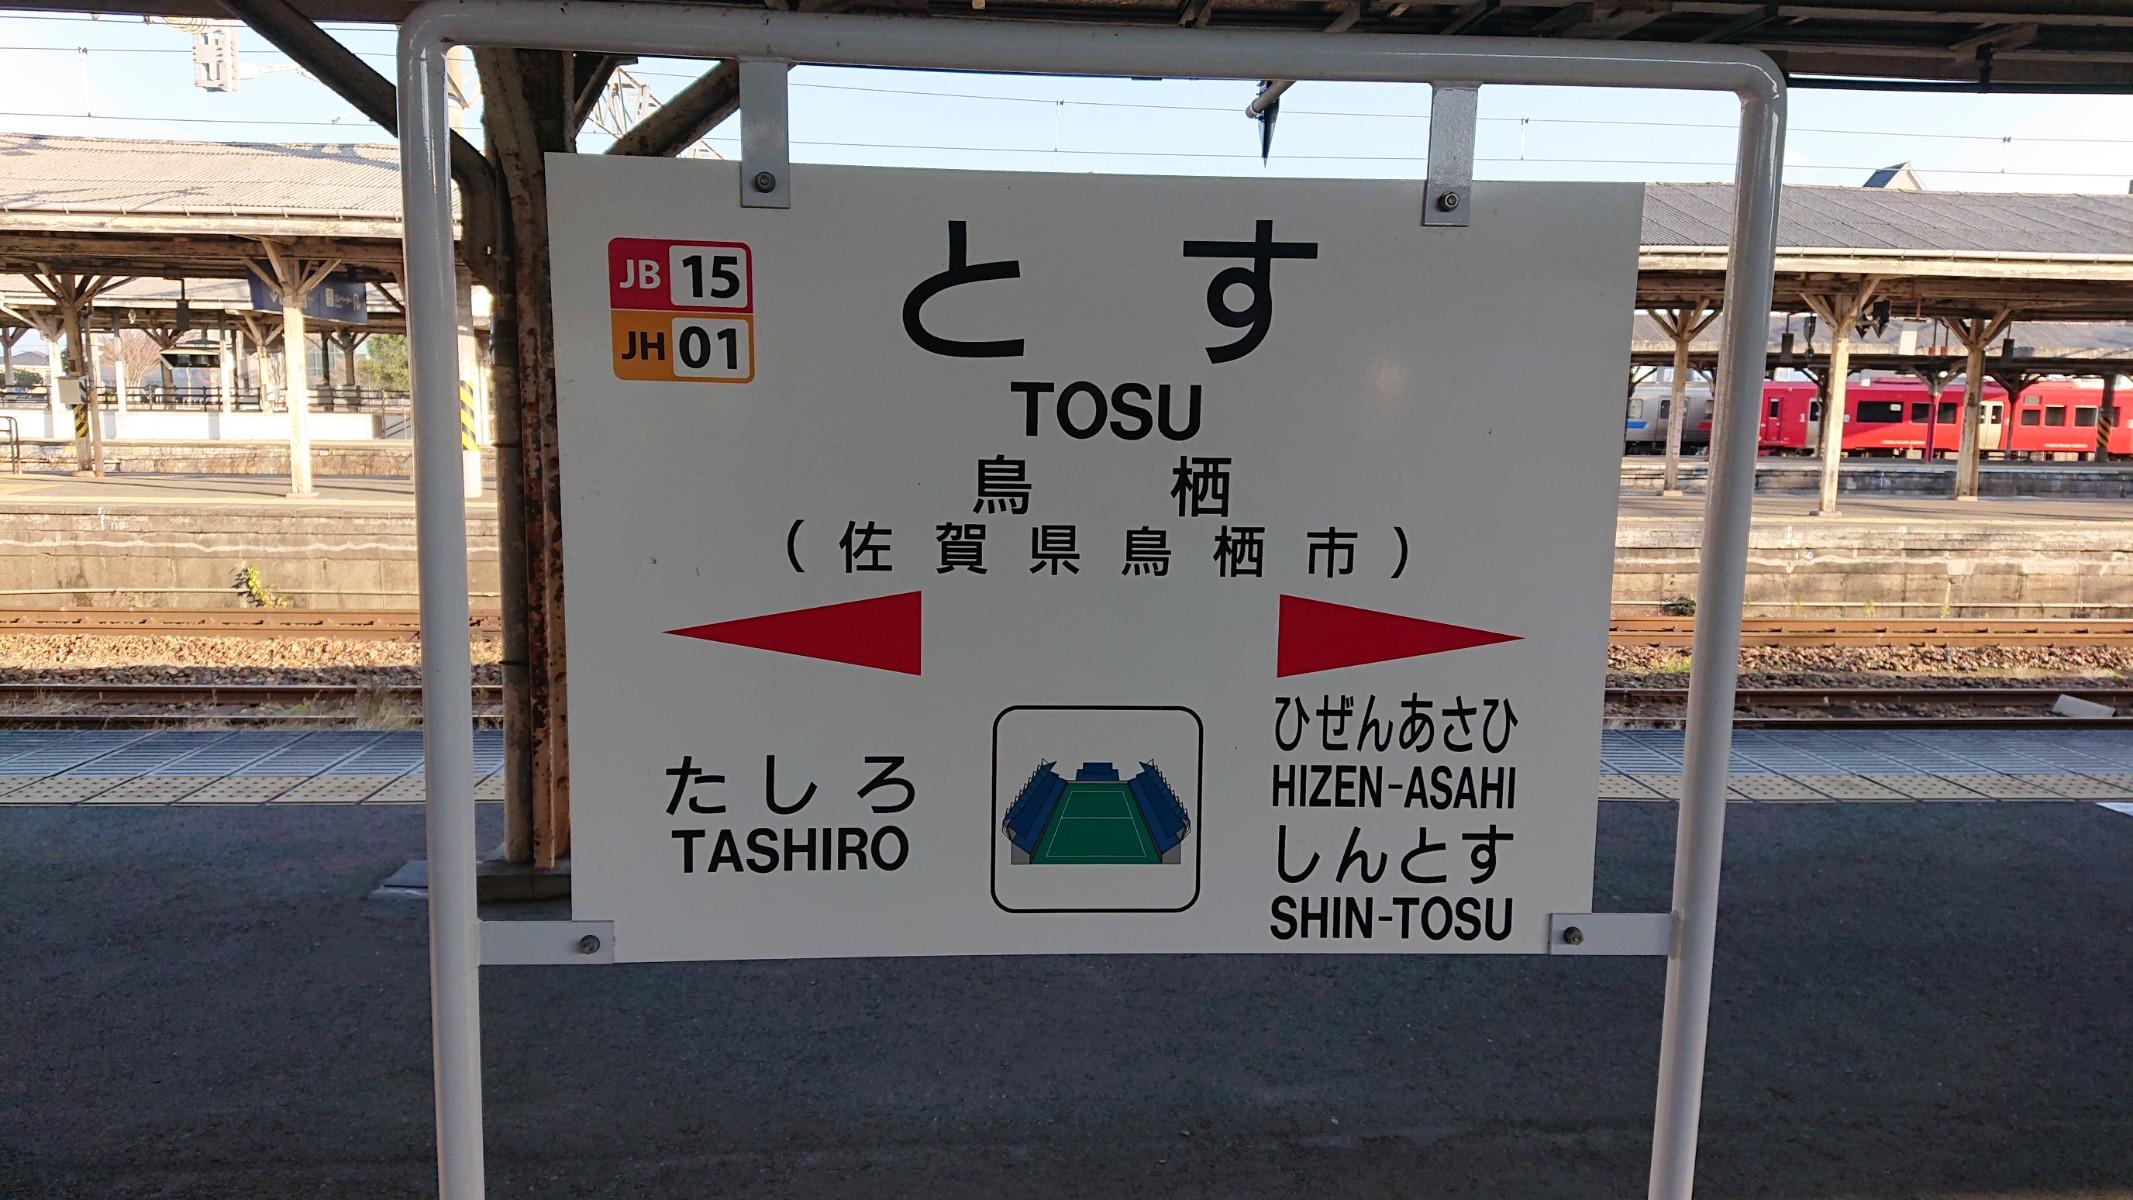 JB 15
JH 01
とす
TOSU
鳥栖
(佐賀県鳥栖市)
たしろ
TASHIRO
ひぜんあさひ
HIZEN-ASAHI
しんとす
SHIN-TOSU